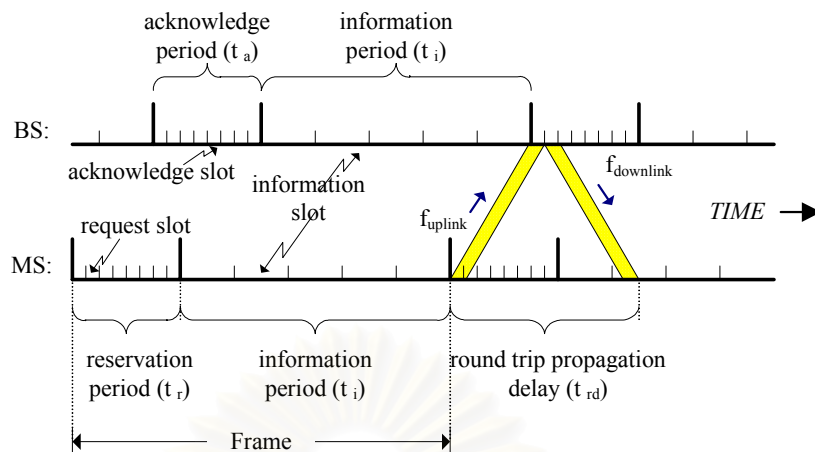 acknowledge
period (t a)
information
period (t i)
BS:
acknowledge slot
information
slot
f downlink
f uplink
TIME
request slot
MS:
reservation
period (t r)
information
period (t i)
round trip propagation
delay (t rd)
Frame